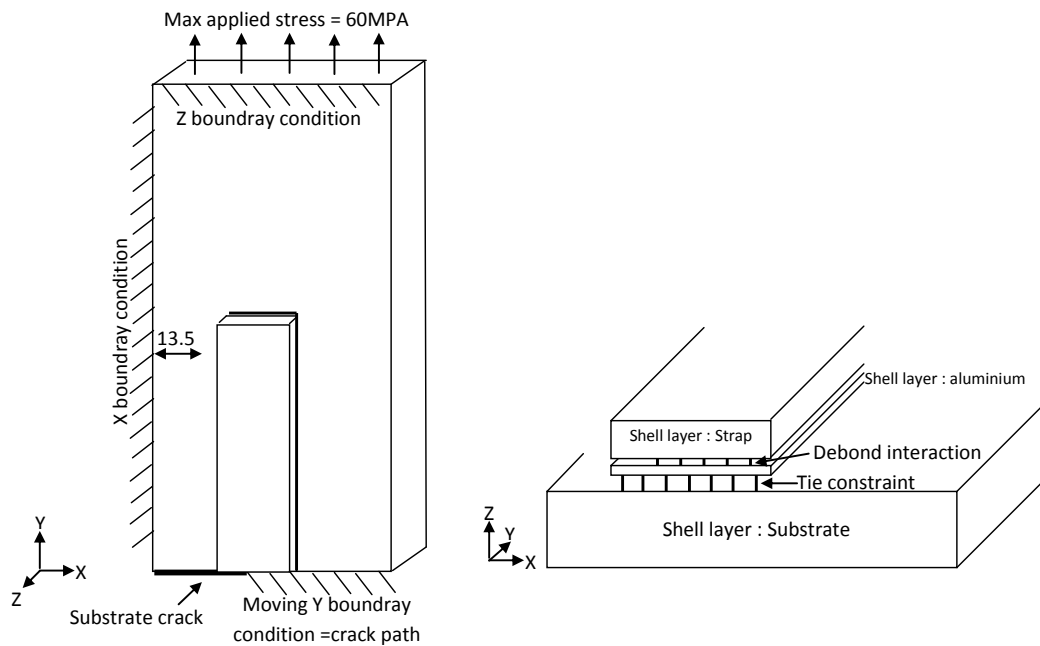 Max applied stress = 60MPA
Z boundray condition
X boundray condition
13.5
Y
X
Z
Substrate crack
Moving Y boundray
condition =crack path
Shell layer : aluminium
Shell layer : Strap
Debond interaction
Tie constraint
Shell layer : Substrate
Z
Y
X